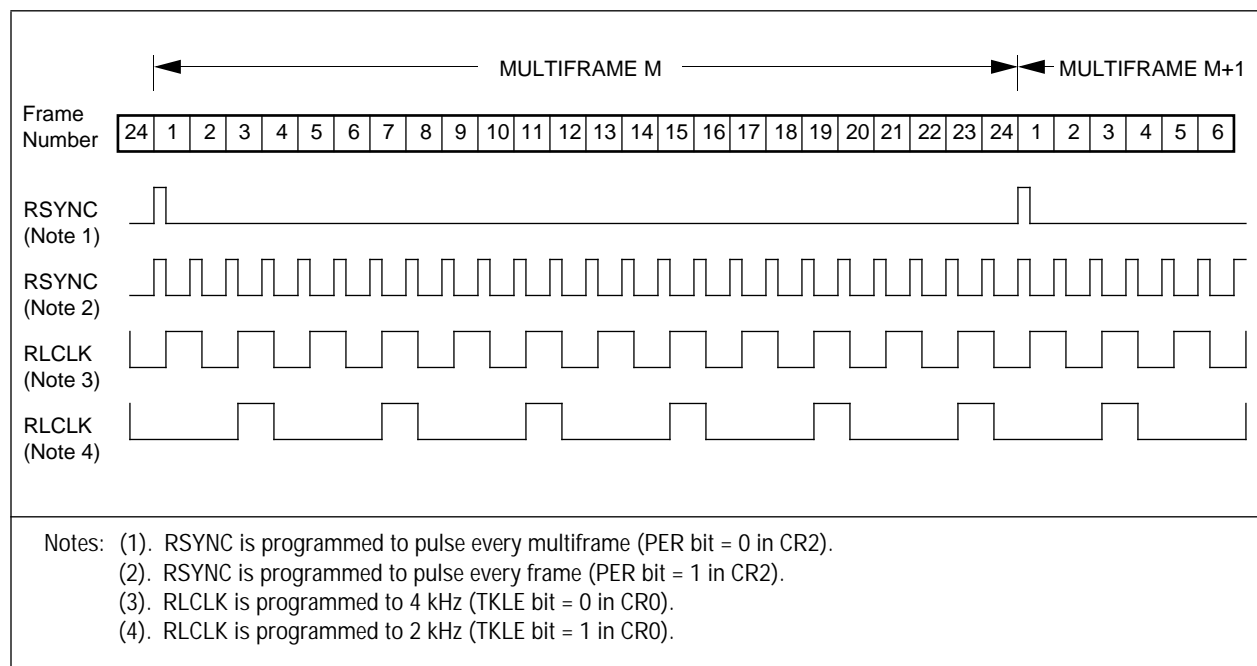 MULTIFRAME M MULTIFRAME M+1
Frame
Number
24 1 2 3 4 5 6 7 8 9 10 11 12 13 14 15 16 17 18 19 20 21 22 23 24 1 2 3 4 5 6
RSYNC
(Note 1)
RSYNC
(Note 2)
RLCLK
(Note 3)
RLCLK
(Note 4)
Notes: (1). RSYNC is programmed to pulse every multiframe (PER bit = 0 in CR2).
(2). RSYNC is programmed to pulse every frame (PER bit = 1 in CR2).
(3). RLCLK is programmed to 4 kHz (TKLE bit = 0 in CR0).
(4). RLCLK is programmed to 2 kHz (TKLE bit = 1 in CR0).